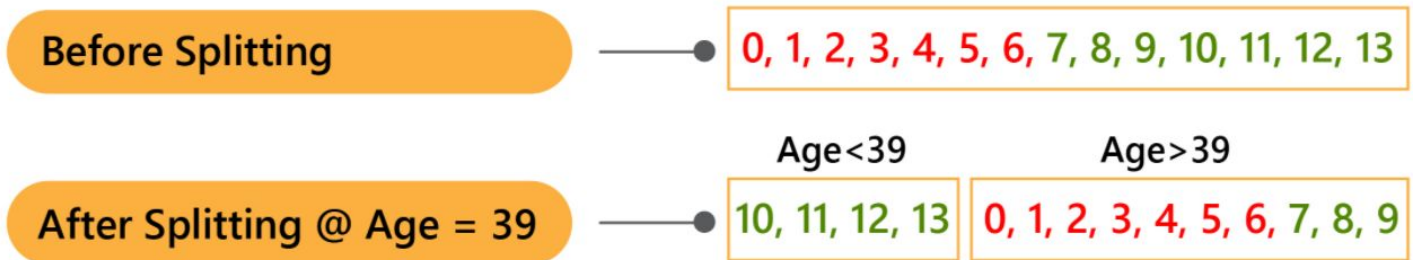 Before Splitting
0, 1, 2, 3, 4, 5, 6, 7, 8, 9, 10, 11, 12, 13
Age<39
Age>39
After Splitting @ Age = 39
10, 11, 12, 13
0, 1, 2, 3, 4, 5, 6, 7, 8, 9